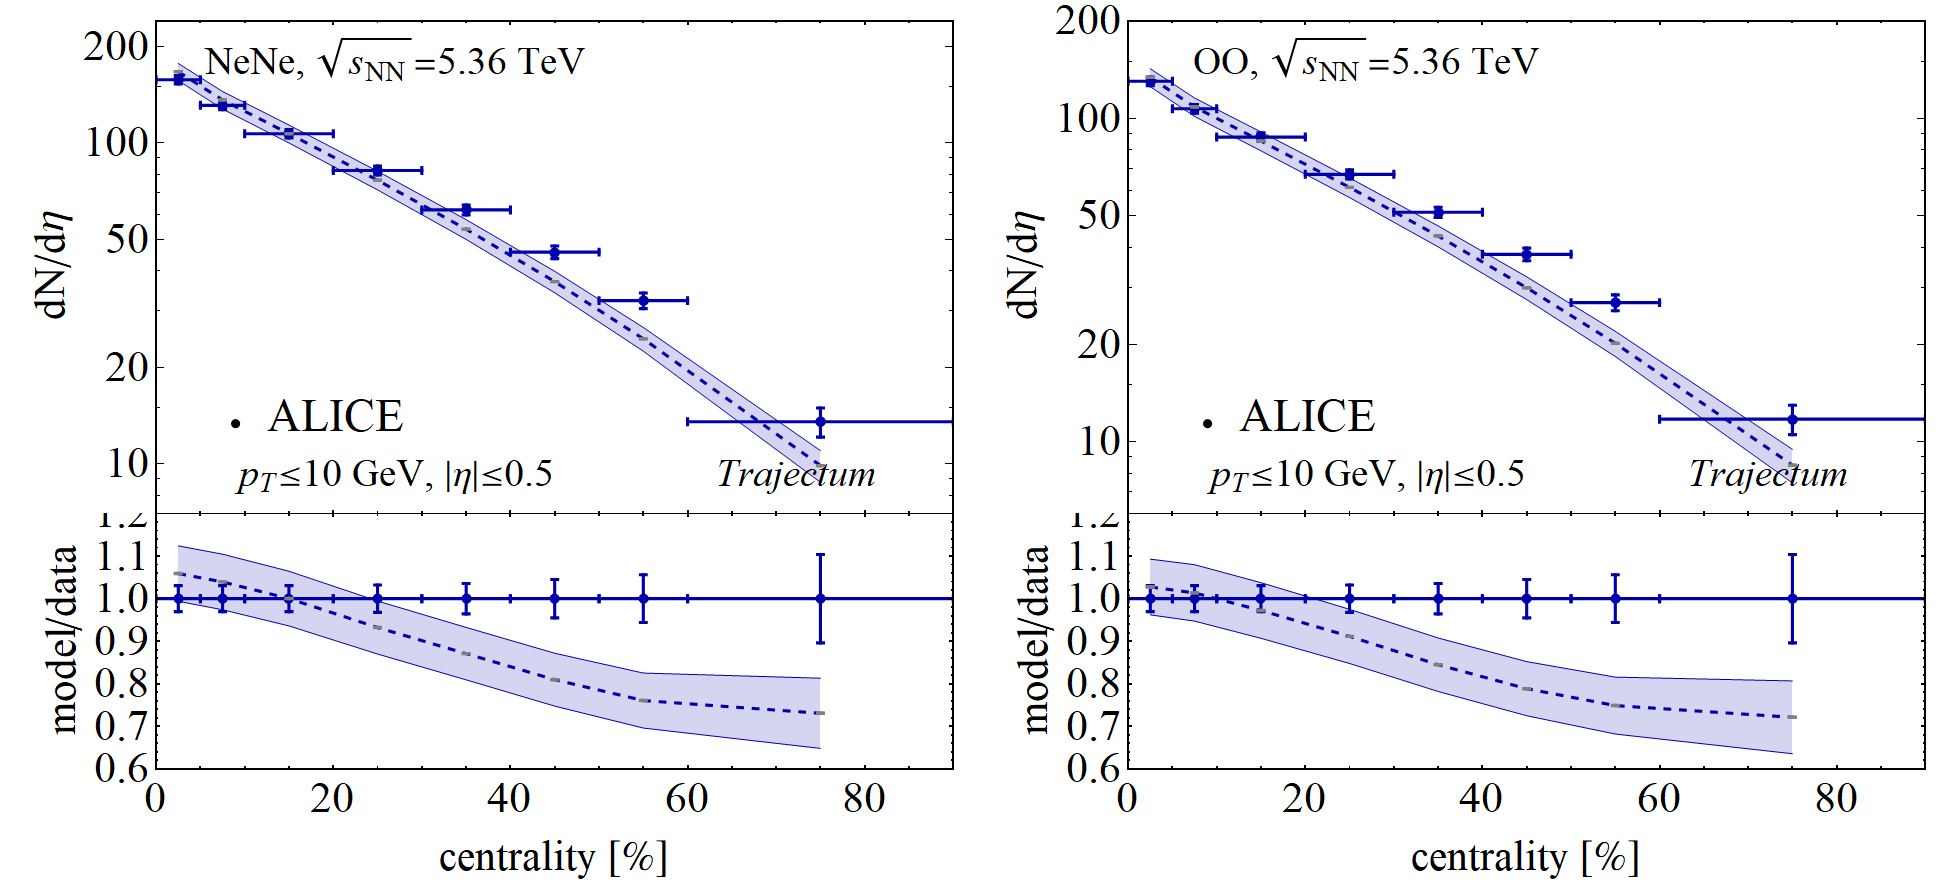 NeNe, √sNN=5.36 TeV
200
100
50
20
10
dN/dη
• ALICE
pT≤10 GeV, |η|≤0.5
Trajectum
1.2
1.1
1.0
0.9
0.8
0.7
0.6
model/data
0 20 40 60 80
centrality [%]
OO, √sNN=5.36 TeV
200
100
50
20
10
dN/dη
• ALICE
pT≤10 GeV, |η|≤0.5
Trajectum
1.2
1.1
1.0
0.9
0.8
0.7
0.6
model/data
0 20 40 60 80
centrality [%]